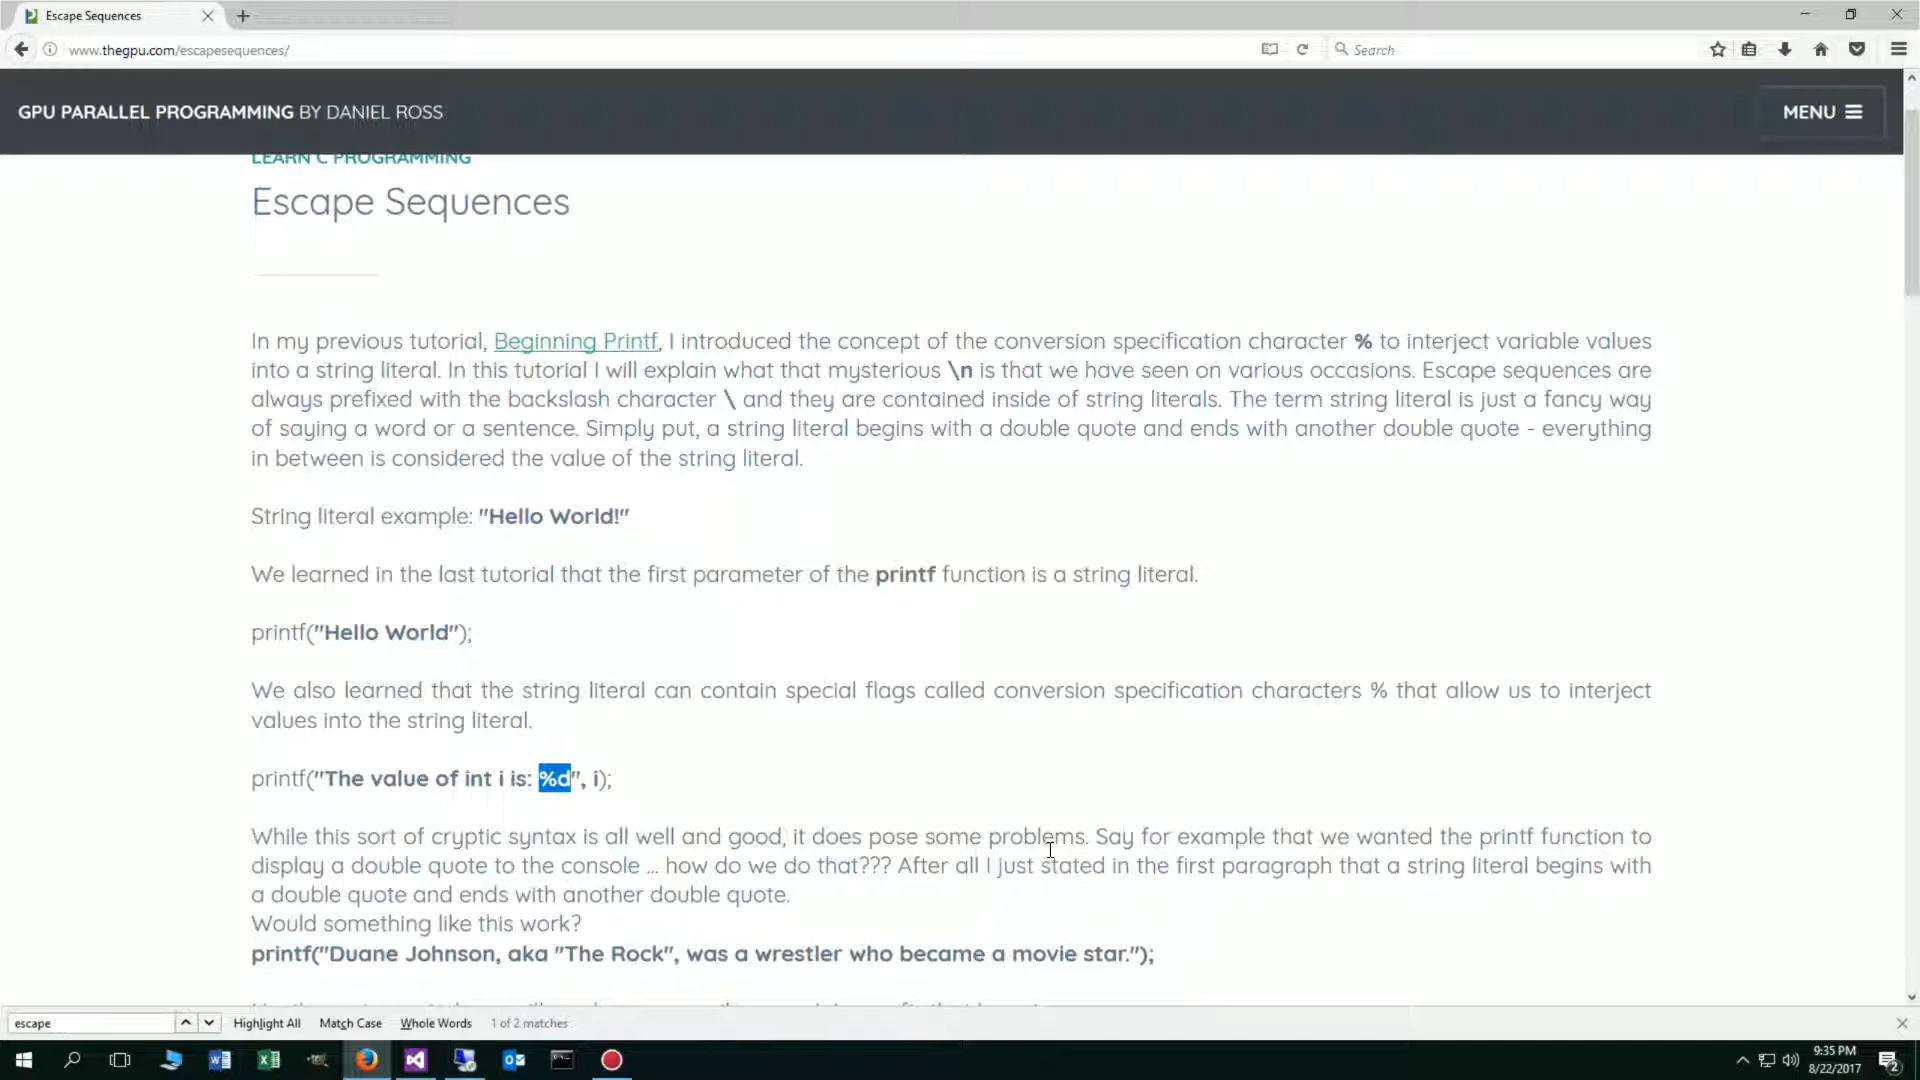 Escape Sequences
www.thegpu.com/escapesequences/
Search
GPU PARALLEL PROGRAMMING BY DANIEL ROSS
MENU
LEARN C PROGRAMMING
Escape Sequences
In my previous tutorial, Beginning Printf, I introduced the concept of the conversion specification character % to interject variable values
into a string literal. In this tutorial I will explain what that mysterious \n is that we have seen on various occasions. Escape sequences are
always prefixed with the backslash character \ and they are contained inside of string literals. The term string literal is just a fancy way
of saying a word or a sentence. Simply put, a string literal begins with a double quote and ends with another double quote - everything
in between is considered the value of the string literal.
String literal example: "Hello World!"
We learned in the last tutorial that the first parameter of the printf function is a string literal.
printf("Hello World");
We also learned that the string literal can contain special flags called conversion specification characters % that allow us to interject
values into the string literal.
printf("The value of int i is: %d", i);
While this sort of cryptic syntax is all well and good, it does pose some problems. Say for example that we wanted the printf function to
display a double quote to the console ... how do we do that??? After all I just stated in the first paragraph that a string literal begins with
a double quote and ends with another double quote.
Would something like this work?
printf("Duane Johnson, aka "The Rock", was a wrestler who became a movie star.");
escape
Highlight All
Match Case
Whole Words
1 of 2 matches
9:35 PM
8/22/2017
2